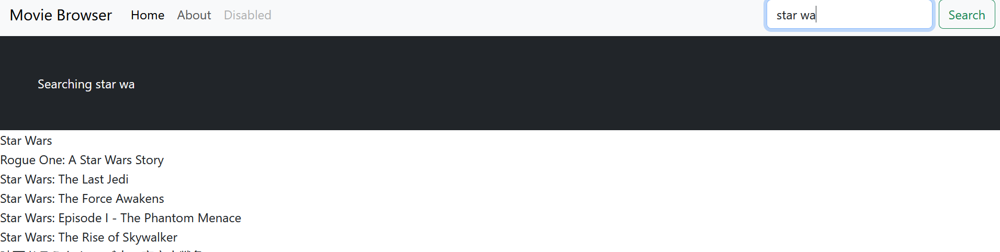 Movie Browser Home About Disabled star wa Search
Searching star wa
Star Wars
Rogue One: A Star Wars Story
Star Wars: The Last Jedi
Star Wars: The Force Awakens
Star Wars: Episode I - The Phantom Menace
Star Wars: The Rise of Skywalker